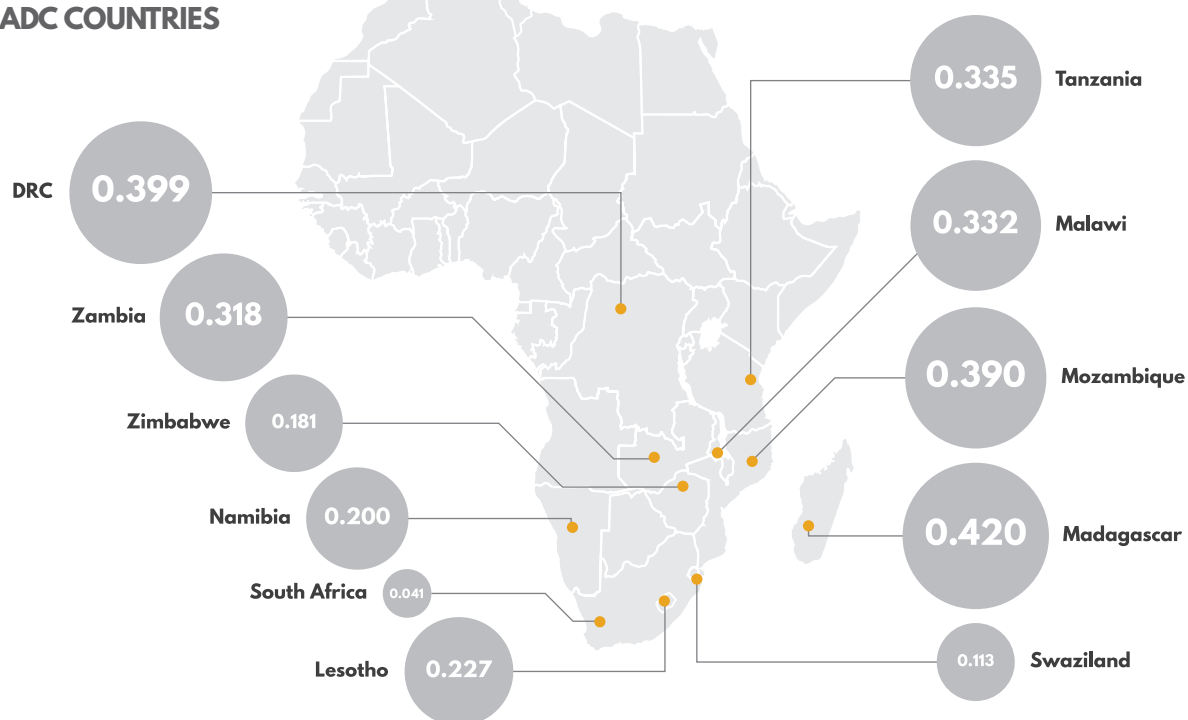 ADC COUNTRIES
DRC 0.399
Zambia 0.318
Zimbabwe 0.181
Namibia 0.200
South Africa 0.041
Lesotho 0.227
0.335 Tanzania
0.332 Malawi
0.390 Mozambique
0.420 Madagascar
0.113 Swaziland